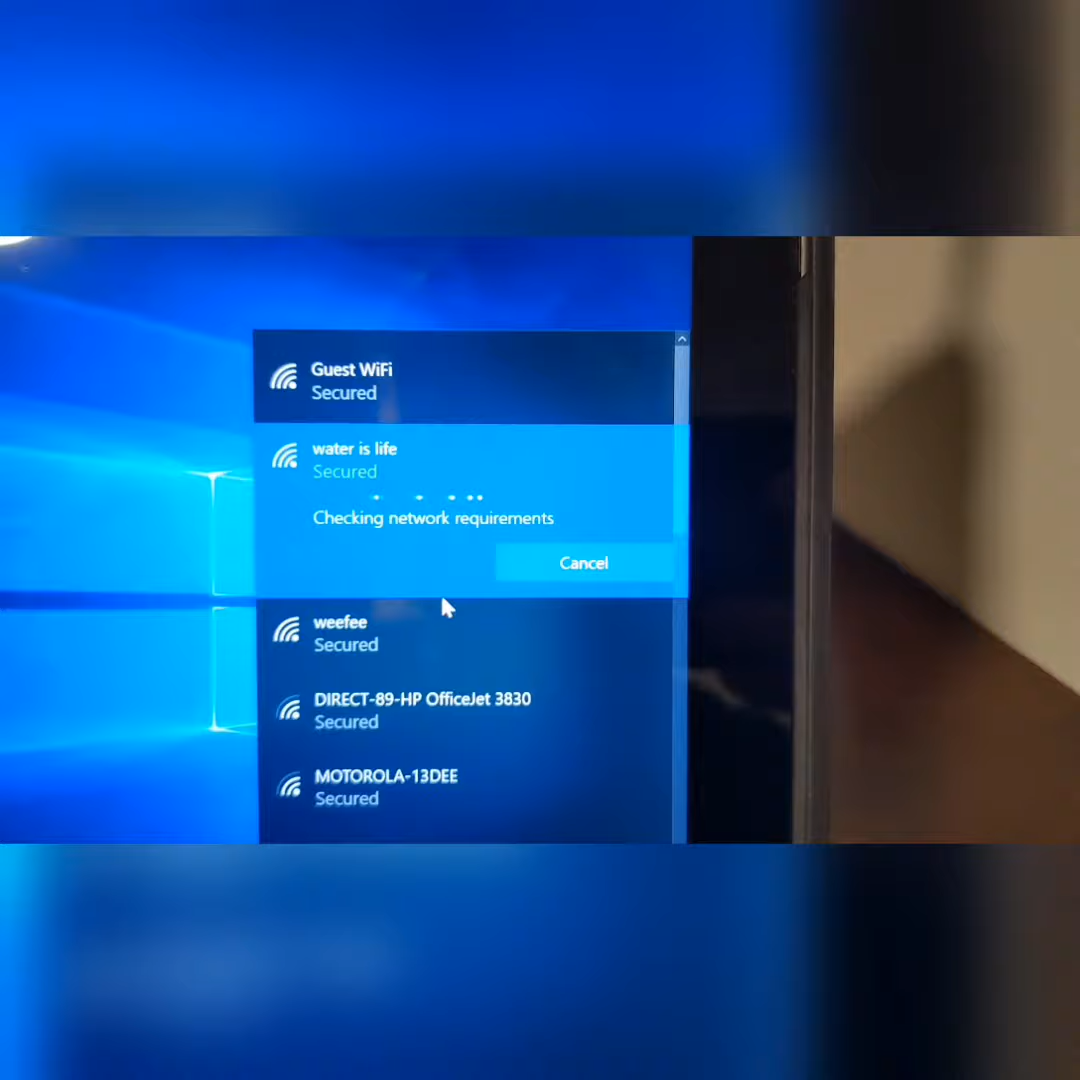 Guest WiFi
Secured
water is life
Secured
Checking network requirements
Cancel
weefee
Secured
DIRECT-89-HP OfficeJet 3830
Secured
MOTOROLA-13DEE
Secured